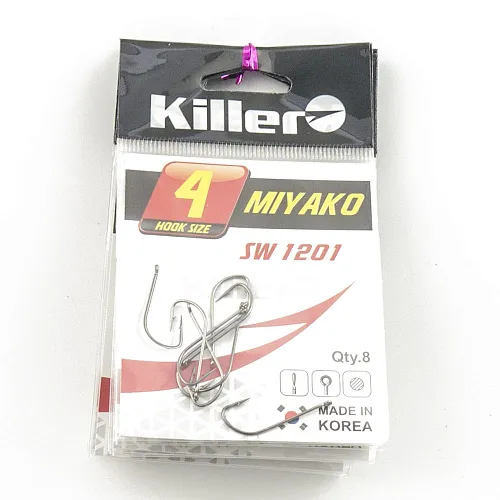 Killer
4
HOOK SIZE
MIYAKO
SW 1201
Qty.8
MADE IN
KOREA